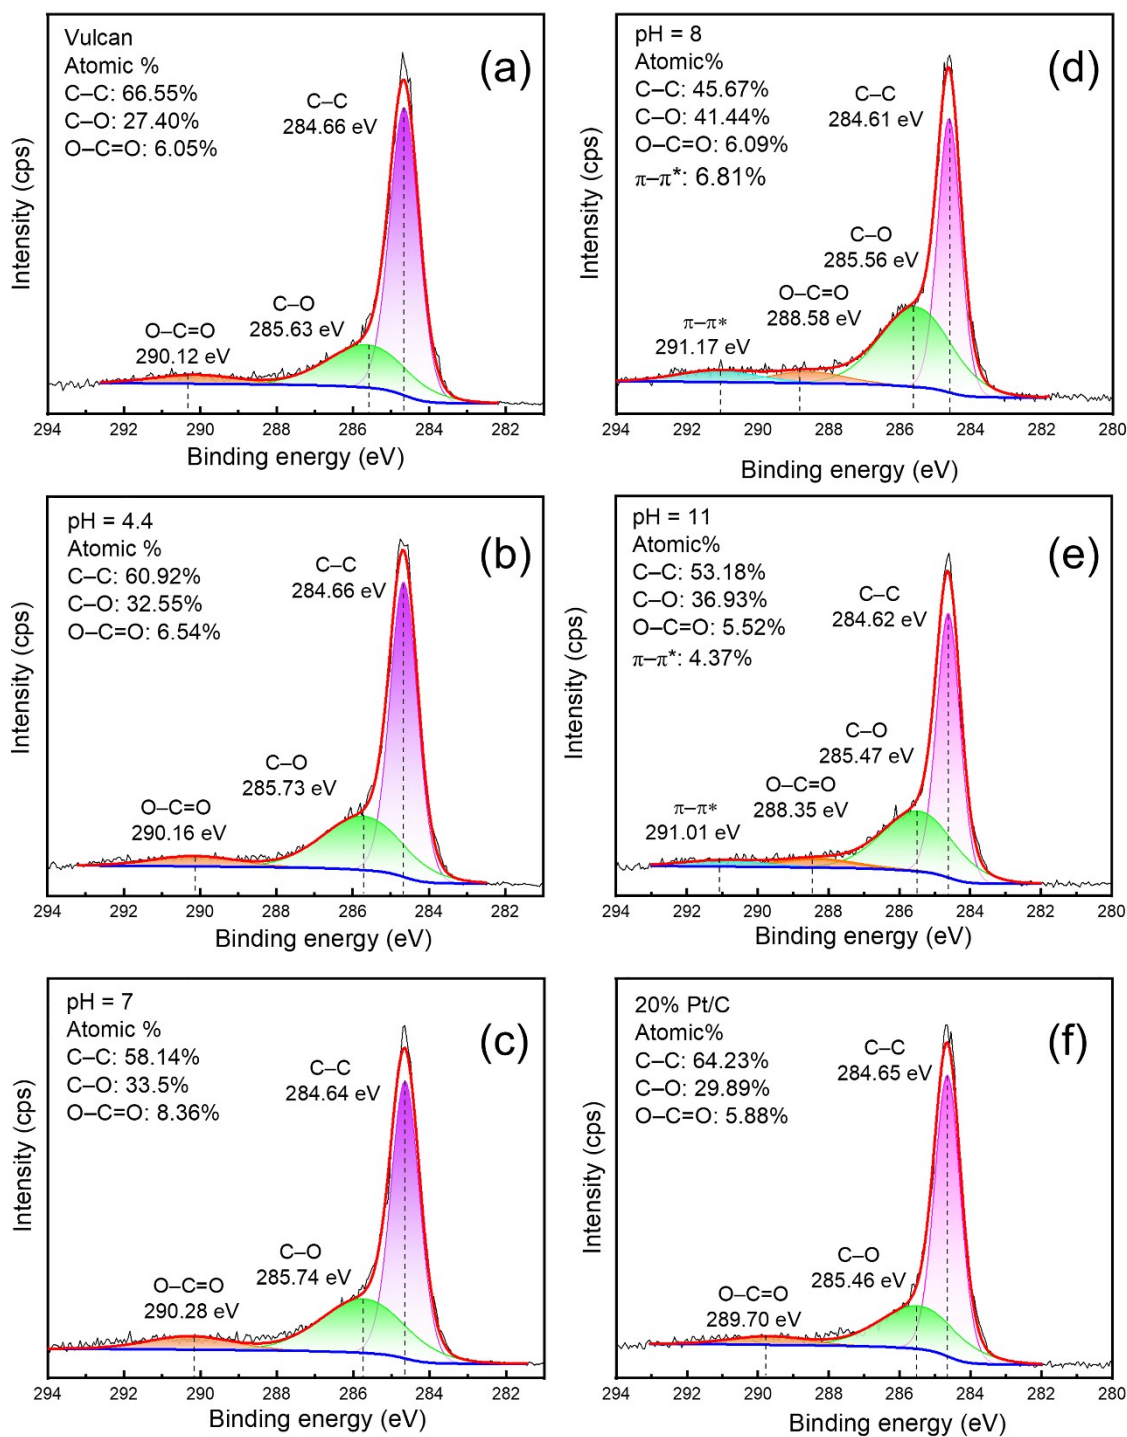 Vulcan
Atomic %
C–C: 66.55%
C–O: 27.40%
O–C=O: 6.05%
(a)
C–C
284.66 eV
C–O
285.63 eV
O–C=O
290.12 eV
Intensity (cps)
294 292 290 288 286 284 282
Binding energy (eV)
pH = 8
Atomic%
C–C: 45.67%
C–O: 41.44%
O–C=O: 6.09%
π–π*: 6.81%
(d)
C–C
284.61 eV
C–O
285.56 eV
O–C=O
288.58 eV
π–π*
291.17 eV
Intensity (cps)
294 292 290 288 286 284 282 280
Binding energy (eV)
pH = 4.4
Atomic %
C–C: 60.92%
C–O: 32.55%
O–C=O: 6.54%
(b)
C–C
284.66 eV
C–O
285.73 eV
O–C=O
290.16 eV
Intensity (cps)
294 292 290 288 286 284 282
Binding energy (eV)
pH = 11
Atomic%
C–C: 53.18%
C–O: 36.93%
O–C=O: 5.52%
π–π*: 4.37%
(e)
C–C
284.62 eV
C–O
285.47 eV
O–C=O
288.35 eV
π–π*
291.01 eV
Intensity (cps)
294 292 290 288 286 284 282 280
Binding energy (eV)
pH = 7
Atomic %
C–C: 58.14%
C–O: 33.5%
O–C=O: 8.36%
(c)
C–C
284.64 eV
C–O
285.74 eV
O–C=O
290.28 eV
Intensity (cps)
294 292 290 288 286 284 282
Binding energy (eV)
20% Pt/C
Atomic%
C–C: 64.23%
C–O: 29.89%
O–C=O: 5.88%
(f)
C–C
284.65 eV
C–O
285.46 eV
O–C=O
289.70 eV
Intensity (cps)
294 292 290 288 286 284 282 280
Binding energy (eV)